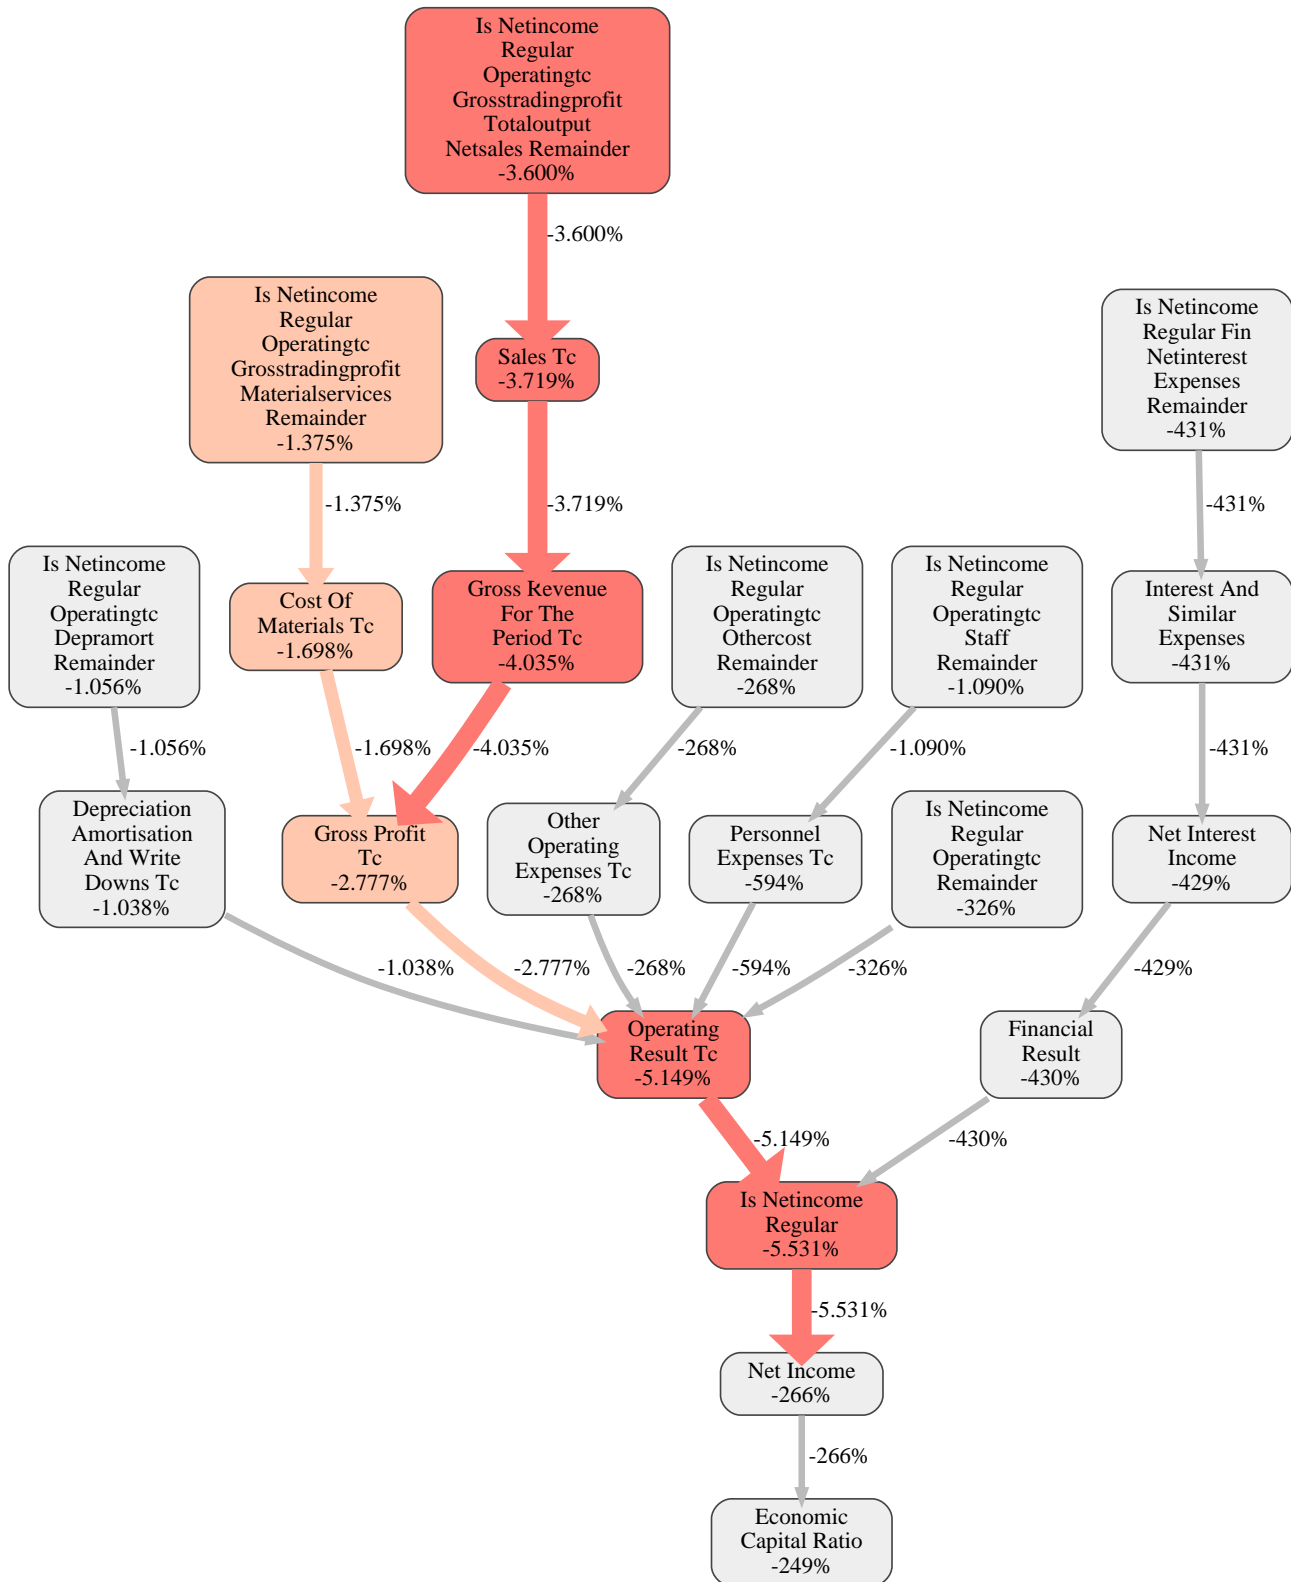 Is Netincome
Regular
Operatingtc
Grosstradingprofit
Totaloutput
Netsales Remainder
-3.600%
-3.600%
Is Netincome
Regular
Operatingtc
Grosstradingprofit
Materialservices
Remainder
-1.375%
Sales Tc
-3.719%
Is Netincome
Regular Fin
Netinterest
Expenses
Remainder
-431%
-1.375%
-3.719%
-431%
Is Netincome
Regular
Operatingtc
Depramort
Remainder
-1.056%
Cost Of
Materials Tc
-1.698%
Gross Revenue
For The
Period Tc
-4.035%
Is Netincome
Regular
Operatingtc
Othercost
Remainder
-268%
Is Netincome
Regular
Operatingtc
Staff
Remainder
-1.090%
Interest And
Similar
Expenses
-431%
-1.056%
-1.698%
-4.035%
-268%
-1.090%
-431%
Depreciation
Amortisation
And Write
Downs Tc
-1.038%
Gross Profit
Tc
-2.777%
Other
Operating
Expenses Tc
-268%
Personnel
Expenses Tc
-594%
Is Netincome
Regular
Operatingtc
Remainder
-326%
Net Interest
Income
-429%
-1.038%
-2.777%
-268%
-594%
-326%
-429%
Operating
Result Tc
-5.149%
Financial
Result
-430%
-5.149%
-430%
Is Netincome
Regular
-5.531%
-5.531%
Net Income
-266%
-266%
Economic
Capital Ratio
-249%